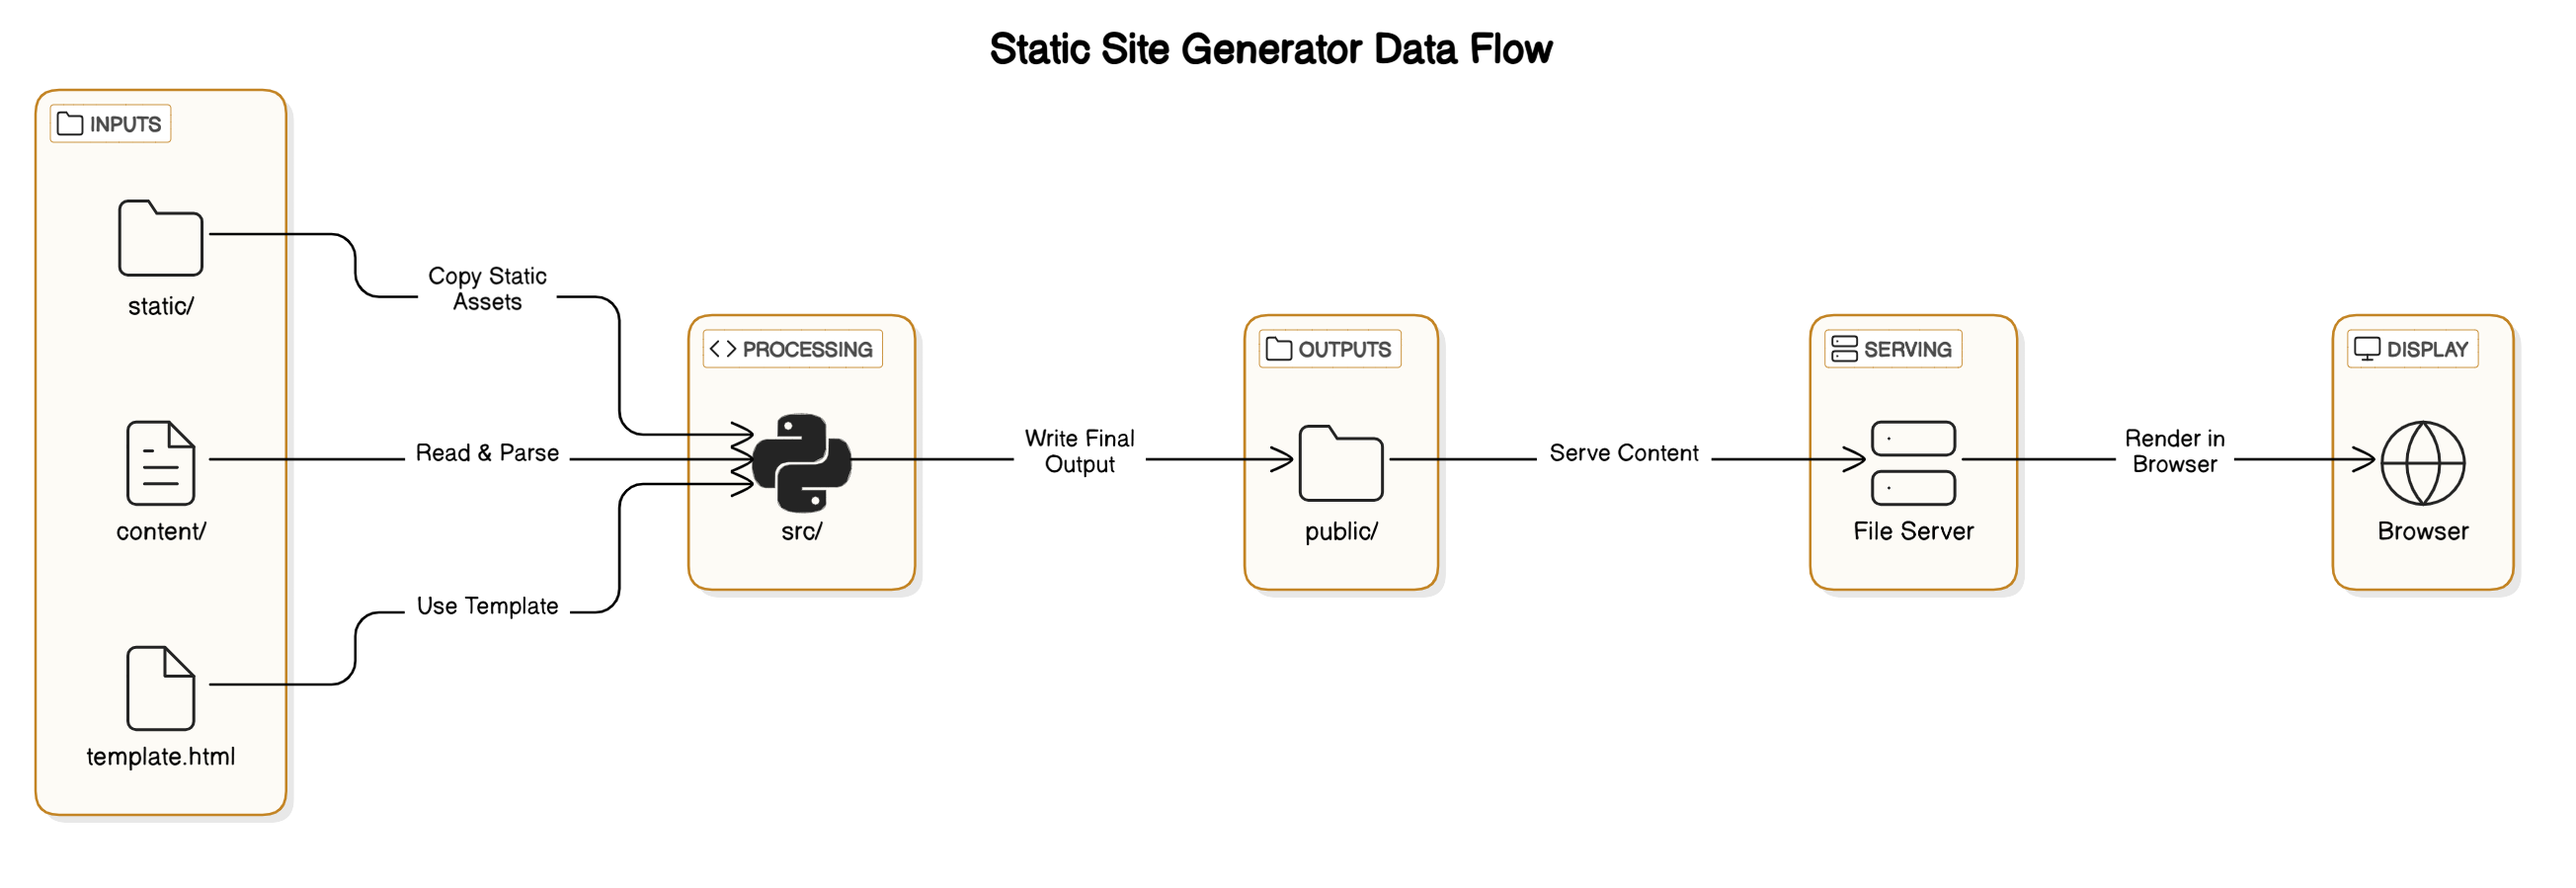 Static Site Generator Data Flow
INPUTS
static/
content/
template.html
Copy Static
Assets
Read & Parse
Use Template
PROCESSING
src/
Write Final
Output
OUTPUTS
public/
Serve Content
SERVING
File Server
Render in
Browser
DISPLAY
Browser